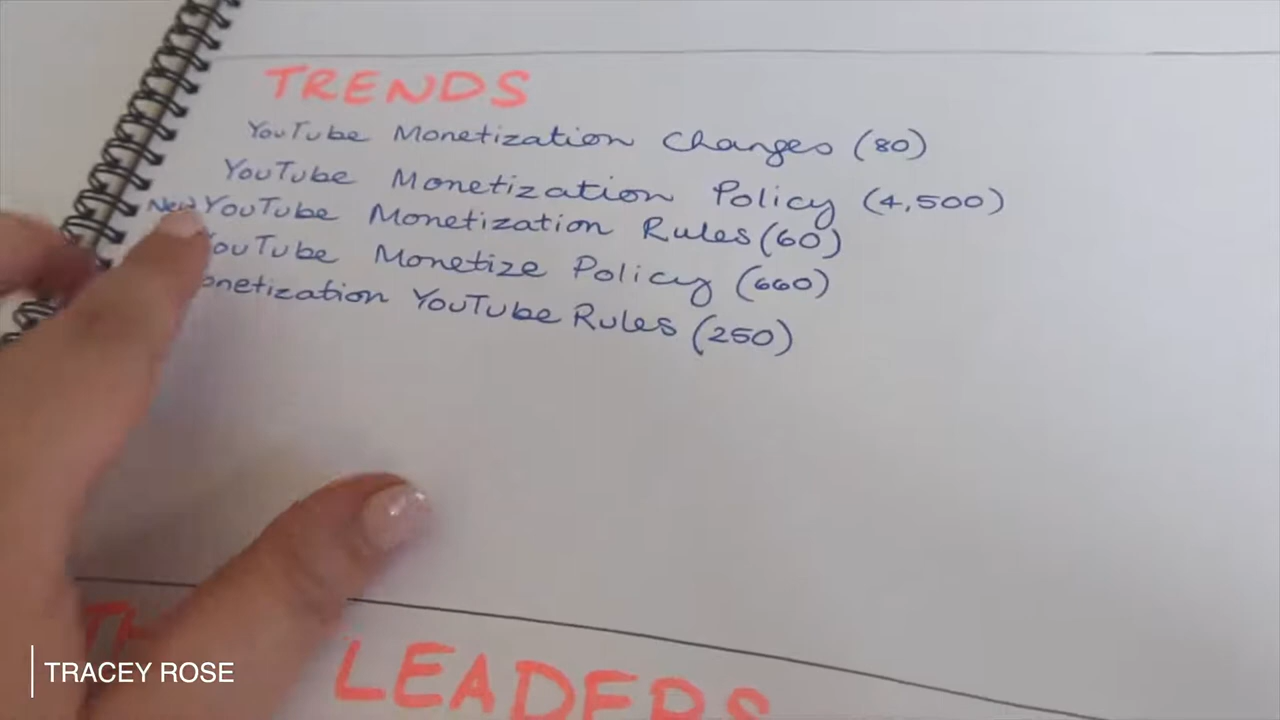 TRENDS
YouTube Monetization Changes (80)
YouTube Monetization Policy (4,500)
New YouTube Monetization Rules (60)
YouTube Monetize Policy (660)
onetization YouTube Rules (250)
LEADERS
TRACEY ROSE